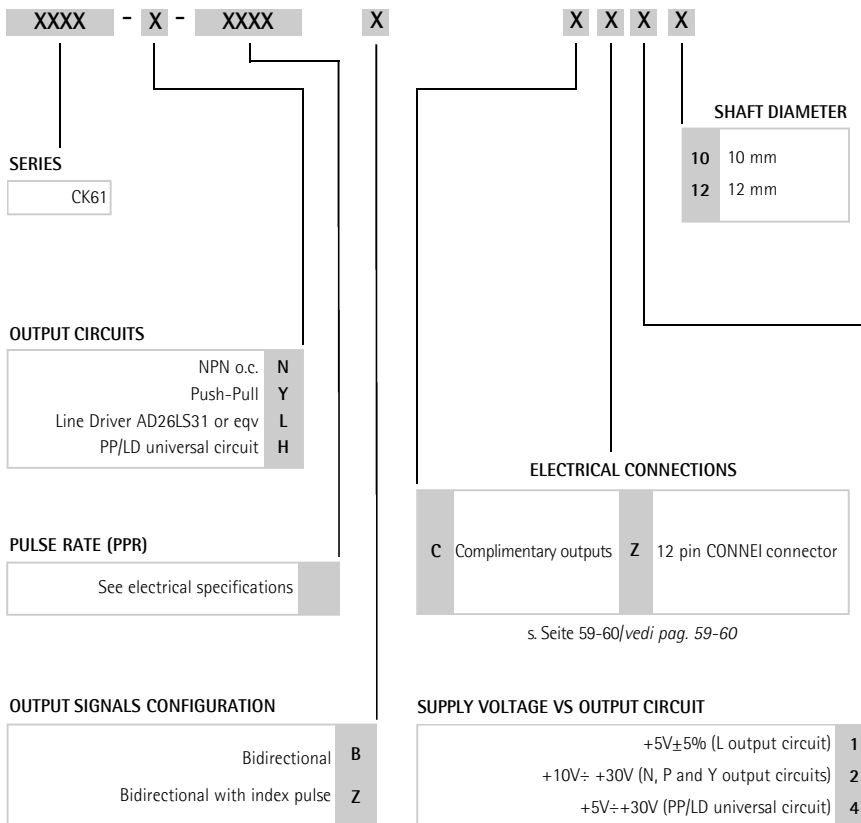 XXXX - X - XXXX X X X X X
SHAFT DIAMETER
10 10 mm
12 12 mm
SERIES
CK61
OUTPUT CIRCUITS
NPN o.c. N
Push-Pull Y
Line Driver AD26LS31 or eqv L
PP/LD universal circuit H
ELECTRICAL CONNECTIONS
C Complimentary outputs Z 12 pin CONNEI connector
s. Seite 59-60/vedi pag. 59-60
PULSE RATE (PPR)
See electrical specifications
OUTPUT SIGNALS CONFIGURATION
Bidirectional B
Bidirectional with index pulse Z
SUPPLY VOLTAGE VS OUTPUT CIRCUIT
+5V±5% (L output circuit) 1
+10V÷ +30V (N, P and Y output circuits) 2
+5V÷+30V (PP/LD universal circuit) 4